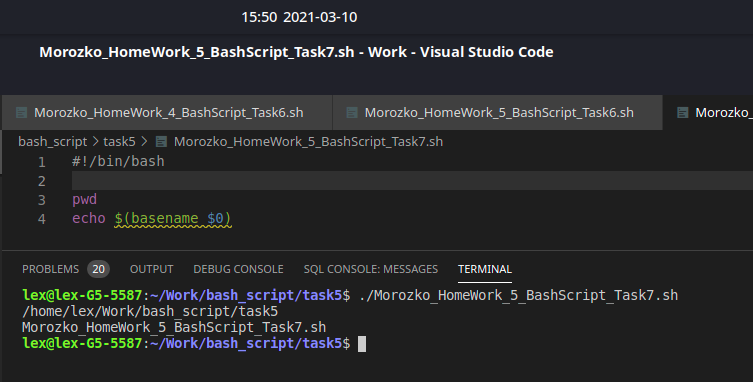 15:50 2021-03-10
Morozko_HomeWork_5_BashScript_Task7.sh - Work - Visual Studio Code
Morozko_HomeWork_4_BashScript_Task6.sh Morozko_HomeWork_5_BashScript_Task6.sh Morozko_
bash_script > task5 > Morozko_HomeWork_5_BashScript_Task7.sh
1 #!/bin/bash
2
3 pwd
4 echo $(basename $0)
PROBLEMS 20 OUTPUT DEBUG CONSOLE SQL CONSOLE: MESSAGES TERMINAL
lex@lex-G5-5587:~/Work/bash_script/task5$ ./Morozko_HomeWork_5_BashScript_Task7.sh
/home/lex/Work/bash_script/task5
Morozko_HomeWork_5_BashScript_Task7.sh
lex@lex-G5-5587:~/Work/bash_script/task5$